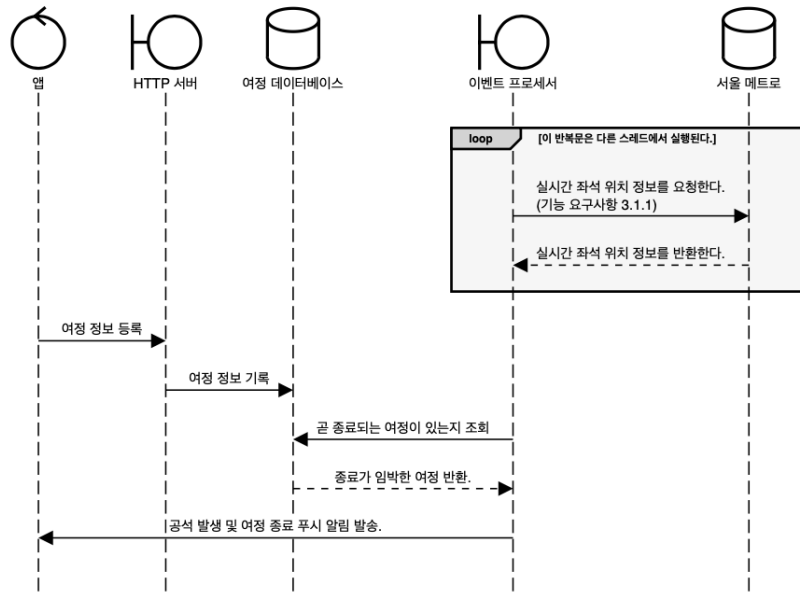 앱
HTTP 서버
여정 데이터베이스
이벤트 프로세서
서울 메트로
loop
[이 반복문은 다른 스레드에서 실행된다.]
실시간 좌석 위치 정보를 요청한다.
(기능 요구사항 3.1.1)
실시간 좌석 위치 정보를 반환한다.
여정 정보 등록
여정 정보 기록
곧 종료되는 여정이 있는지 조회
종료가 임박한 여정 반환.
공석 발생 및 여정 종료 푸시 알림 발송.